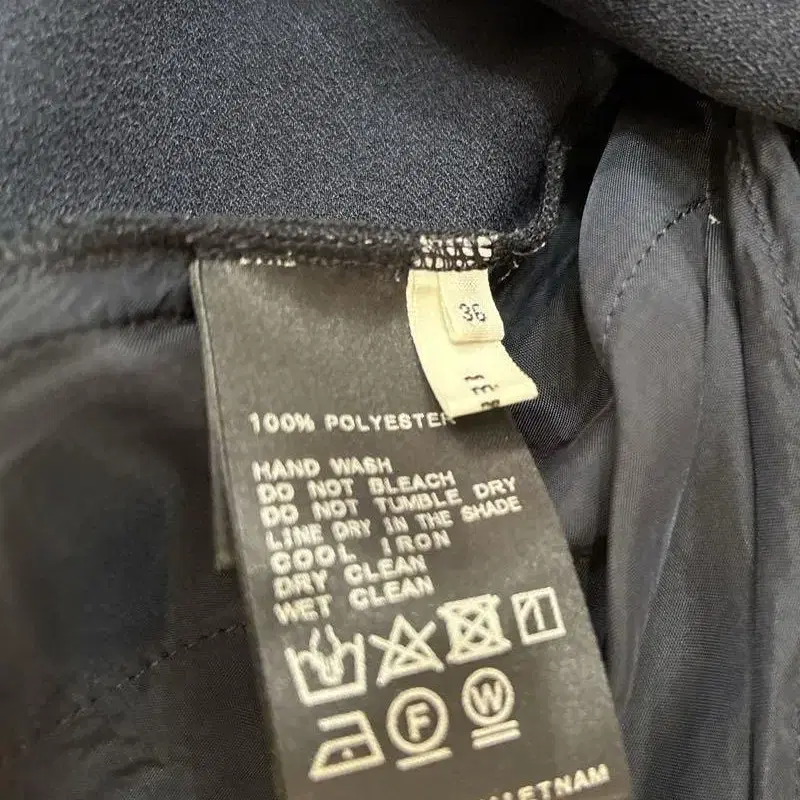 36
100% POLYESTER
HAND WASH
DO NOT BLEACH
DO NOT TUMBLE DRY
LINE DRY IN THE SHADE
COOL IRON
DRY CLEAN
WET CLEAN
F
W